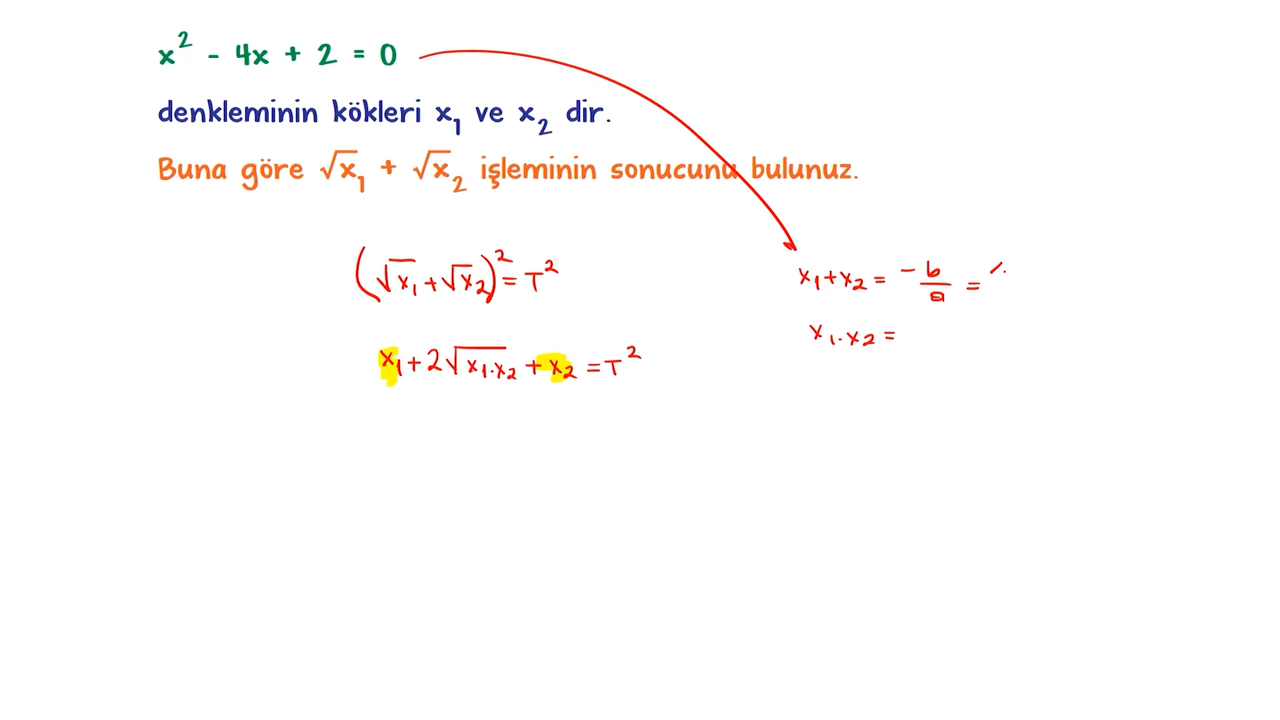 x² - 4x + 2 = 0
denkleminin kökleri x₁ ve x₂ dir.
Buna göre √x₁ + √x₂ işleminin sonucunu bulunuz.
(√x₁ + √x₂)² = T²
x₁ + x₂ = -b/a =
x₁ . x₂ =
x₁ + 2√x₁.x₂ + x₂ = T²